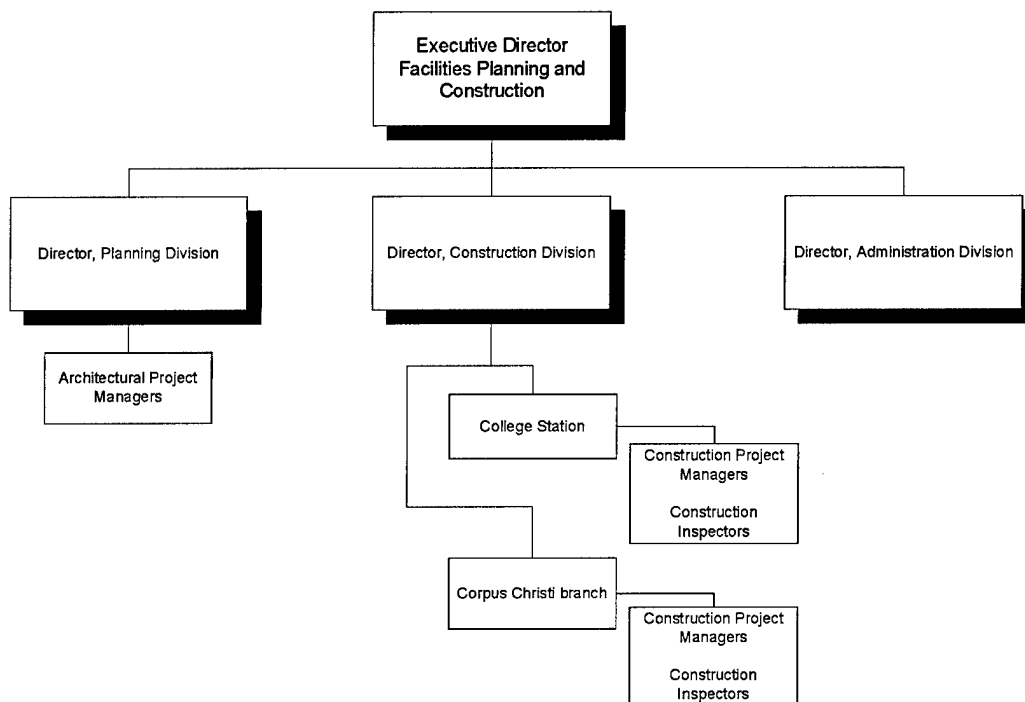 Executive Director
Facilities Planning and
Construction
Director, Planning Division
Director, Construction Division
Director, Administration Division
Architectural Project
Managers
College Station
Construction Project
Managers
Construction
Inspectors
Corpus Christi branch
Construction Project
Managers
Construction
Inspectors